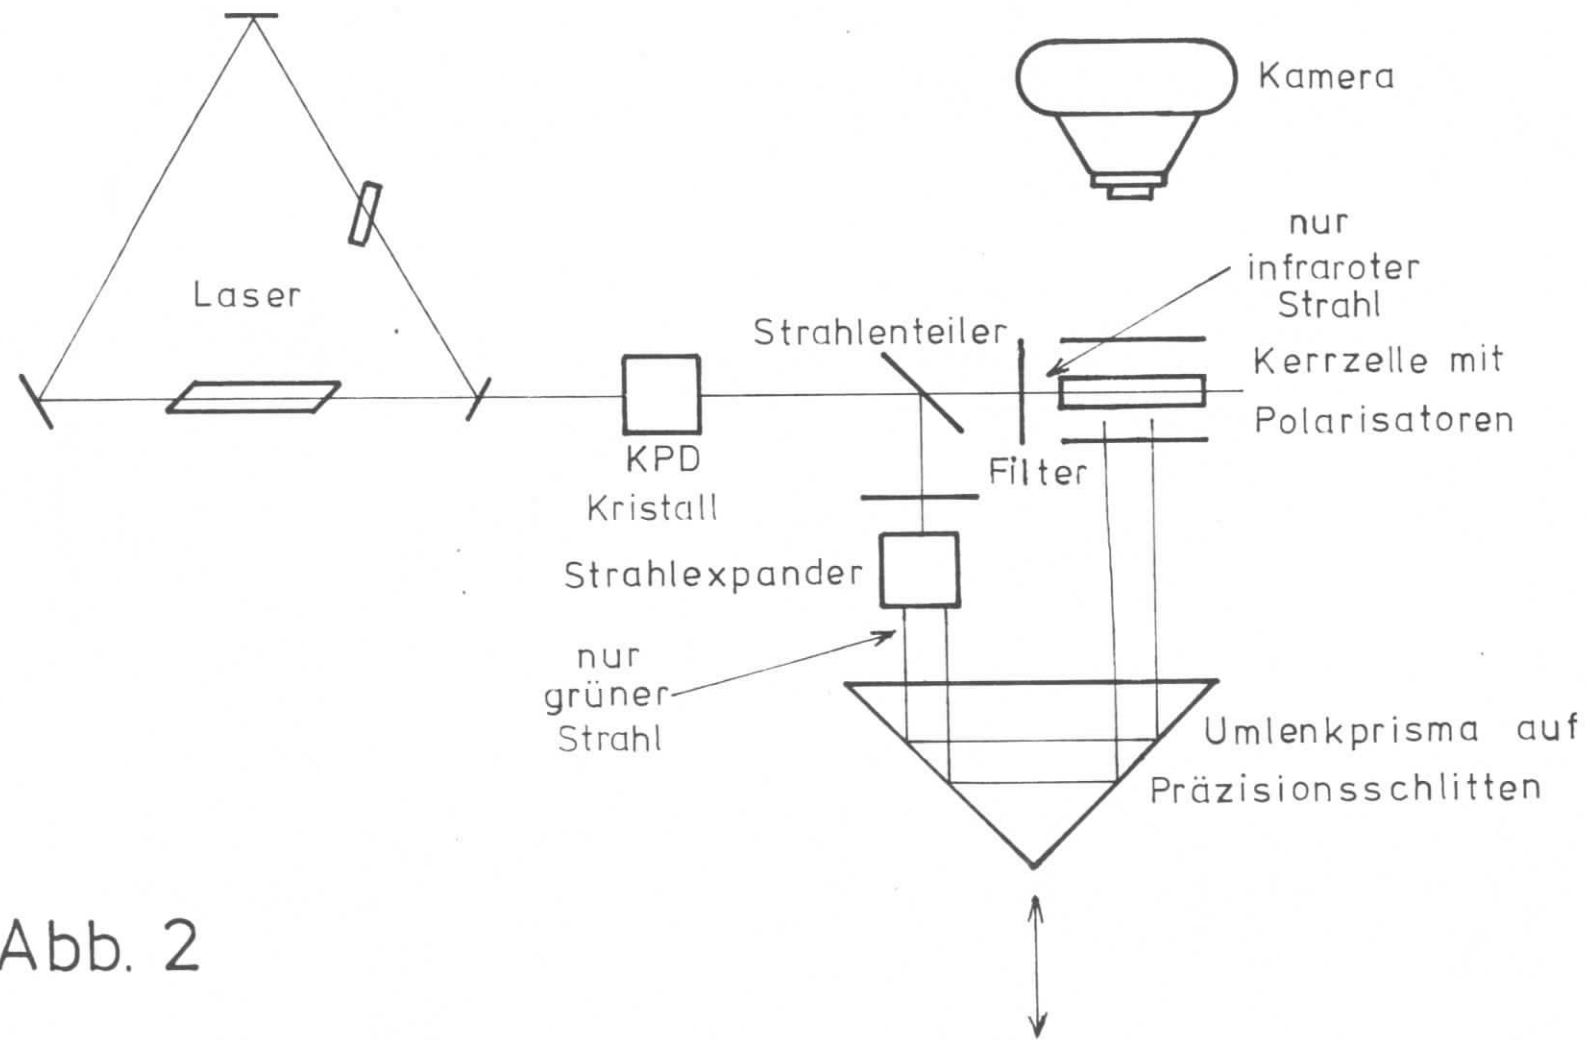 Kamera
nur
infraroter
Strahl
Laser
Strahlenteiler
Kerrzelle mit
Polarisatoren
KPD
Kristall
Filter
Strahlexpander
nur
grüner
Strahl
Umlenkprisma auf
Präzisionsschlitten
Abb. 2